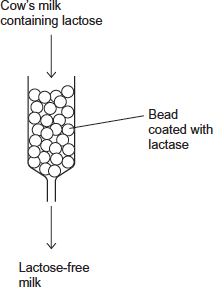 Cow's milk
containing lactose
Bead
coated with
lactase
Lactose-free
milk